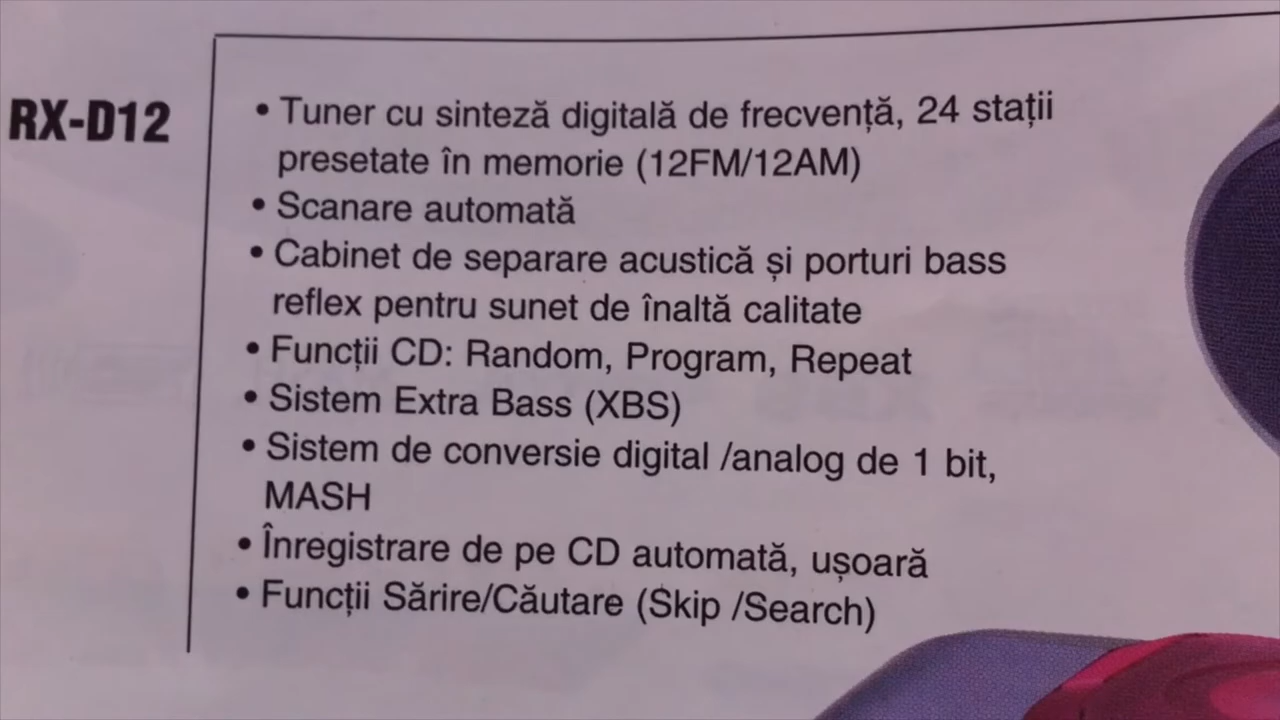 RX-D12
• Tuner cu sinteză digitală de frecvență, 24 stații
presetate în memorie (12FM/12AM)
• Scanare automată
• Cabinet de separare acustică și porturi bass
reflex pentru sunet de înaltă calitate
• Funcții CD: Random, Program, Repeat
• Sistem Extra Bass (XBS)
• Sistem de conversie digital /analog de 1 bit,
MASH
• Înregistrare de pe CD automată, ușoară
• Funcții Sărire/Căutare (Skip /Search)